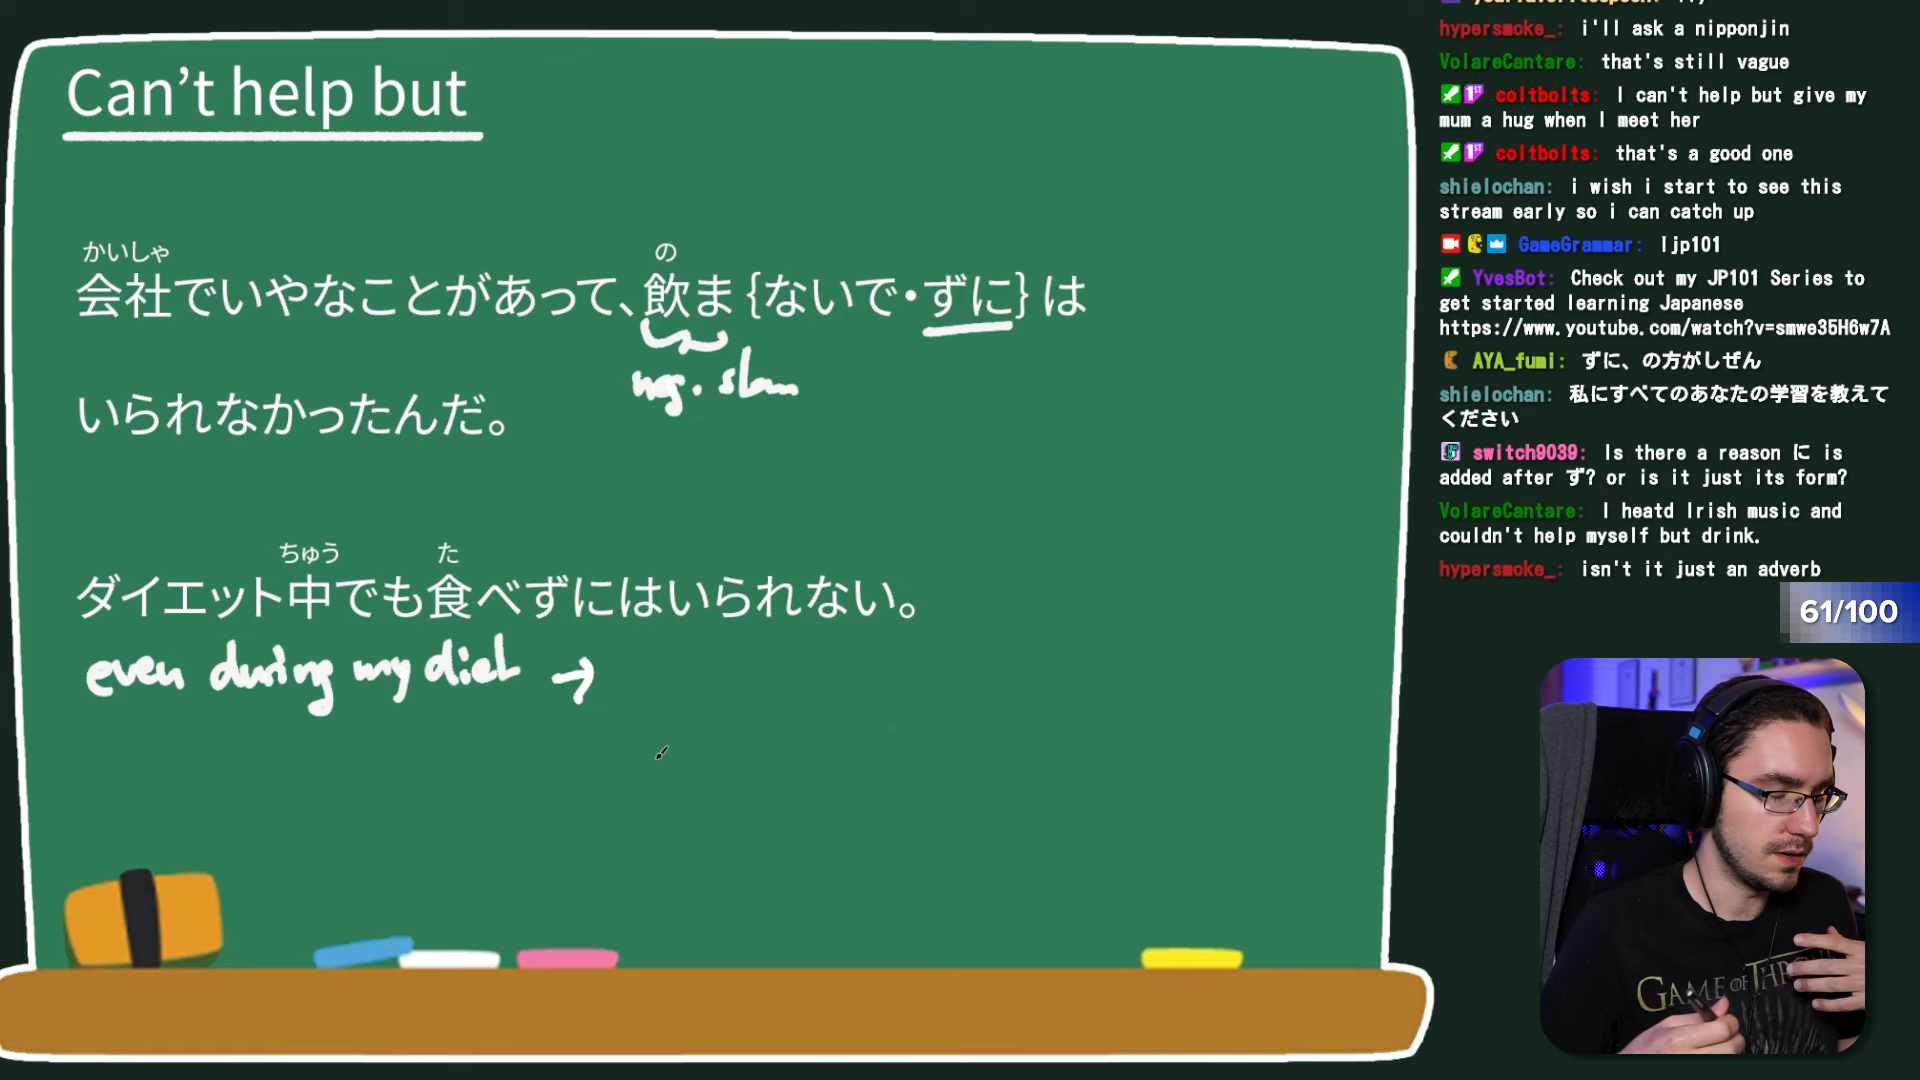 Can't help but
かいしゃ
の
会社でいやなことがあって、飲ま{ないで・ずに}は
neg. stem
いられなかったんだ。
ちゅう
た
ダイエット中でも食べずにはいられない。
even during my diet →
hypersmoke_: i'll ask a nipponjin
VolareCantare: that's still vague
coltbolts: I can't help but give my
mum a hug when I meet her
coltbolts: that's a good one
shielochan: i wish i start to see this
stream early so i can catch up
GameGrammar: !jp101
YvesBot: Check out my JP101 Series to
get started learning Japanese
https://www.youtube.com/watch?v=smwe35H6w7A
AYA_fumi: ずに、の方がしぜん
shielochan: 私にすべてのあなたの学習を教えて
ください
switch9039: Is there a reason に is
added after ず? or is it just its form?
VolareCantare: I heatd Irish music and
couldn't help myself but drink.
hypersmoke_: isn't it just an adverb
61/100